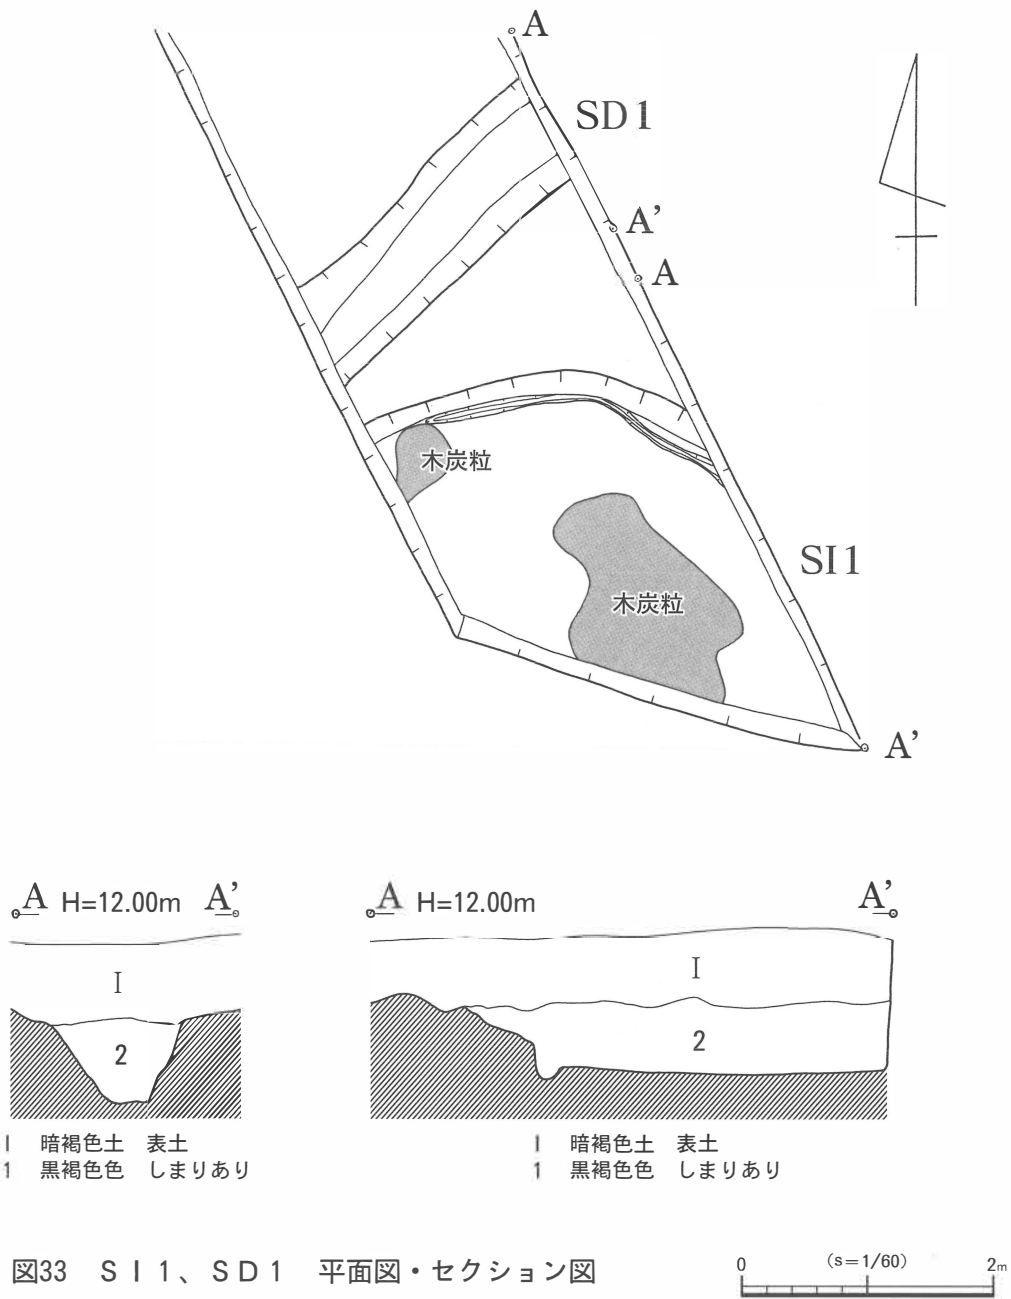 A
SD1
A'
A
木炭粒
SI1
木炭粒
A'
A H=12.00m A'
I
2
A H=12.00m A'
I
2
I 暗褐色土 表土
1 黒褐色色 しまりあり
I 暗褐色土 表土
1 黒褐色色 しまりあり
図33 SI1、SD1 平面図・セクション図
0 (s=1/60) 2m